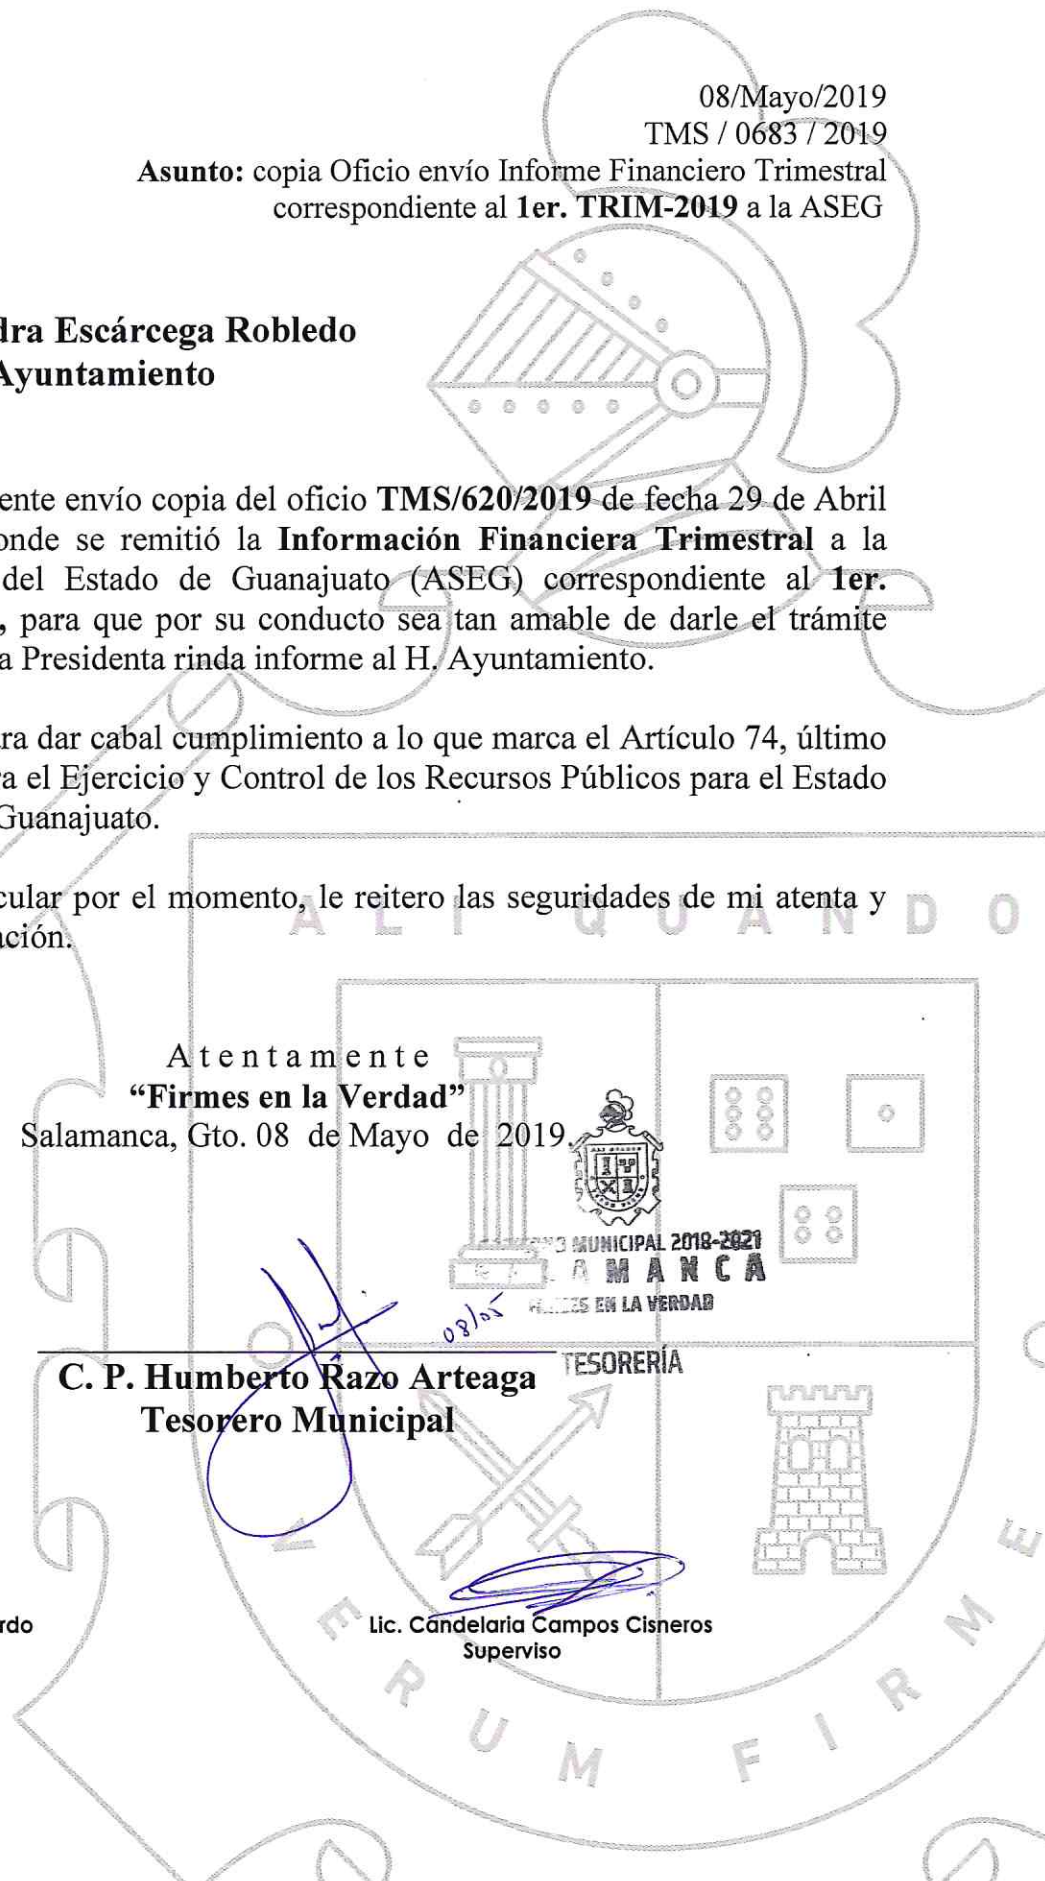 08/Mayo/2019
TMS / 0683 / 2019
Asunto: copia Oficio envío Informe Financiero Trimestral
correspondiente al 1er. TRIM-2019 a la ASEG
dra Escárcega Robledo
Ayuntamiento
ente envío copia del oficio TMS/620/2019 de fecha 29 de Abril
onde se remitió la Información Financiera Trimestral a la
del Estado de Guanajuato (ASEG) correspondiente al 1er.
, para que por su conducto sea tan amable de darle el trámite
a Presidenta rinda informe al H. Ayuntamiento.
ra dar cabal cumplimiento a lo que marca el Artículo 74, último
ra el Ejercicio y Control de los Recursos Públicos para el Estado
Guanajuato.
cular por el momento, le reitero las seguridades de mi atenta y
ación.
ALI QUANDO
Atentamente
“Firmes en la Verdad”
Salamanca, Gto. 08 de Mayo de 2019.
MUNICIPAL 2018-2021
AMANCA
EN LA VERDAD
08/05
TESORERÍA
C. P. Humberto Razo Arteaga
Tesorero Municipal
rdo
Lic. Candelaria Campos Cisneros
Superviso
VERUM FIRME